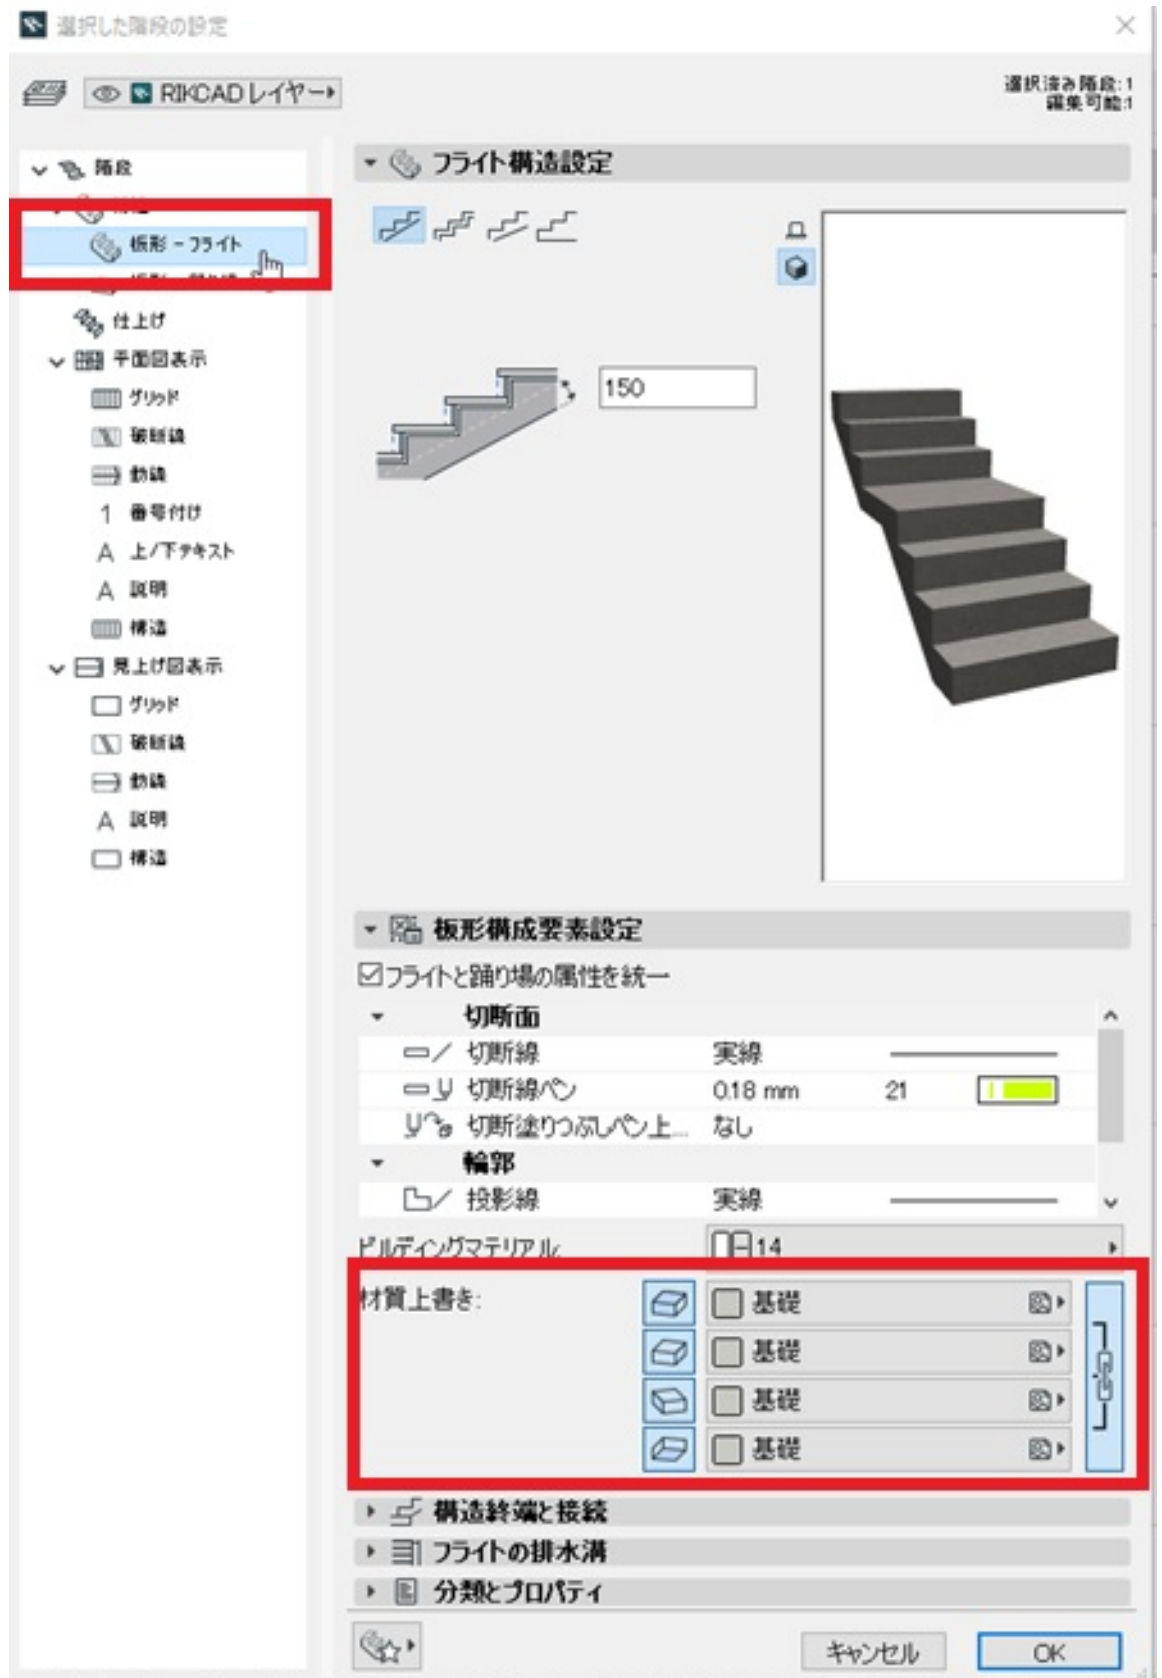 選択した階段の設定
RIKCAD レイヤー
選択済み階段: 1
編集可能:1
階段
板形 - フライト
仕上げ
平面図表示
グリッド
破断線
動線
1 番号付け
A 上/下テキスト
A 説明
構造
見上げ図表示
グリッド
破断線
動線
A 説明
構造
フライト構造設定
150
板形構成要素設定
フライトと踊り場の属性を統一
切断面
切断線 実線
切断線ペン 0.18 mm 21
切断塗りつぶしペン上... なし
輪郭
投影線 実線
ビルディングマテリアル: 14
材質上書き: 基礎
基礎
基礎
基礎
構造終端と接続
フライトの排水溝
分類とプロパティ
キャンセル OK